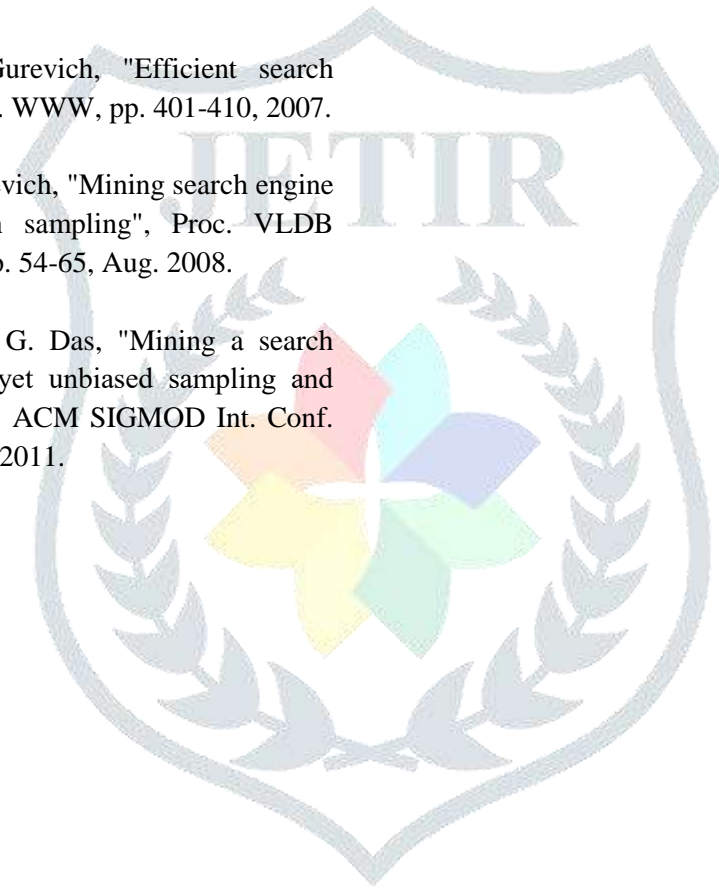 Gurevich, "Efficient search
. WWW, pp. 401-410, 2007.
JETIR
vich, "Mining search engine
sampling", Proc. VLDB
. 54-65, Aug. 2008.
G. Das, "Mining a search
yet unbiased sampling and
ACM SIGMOD Int. Conf.
2011.